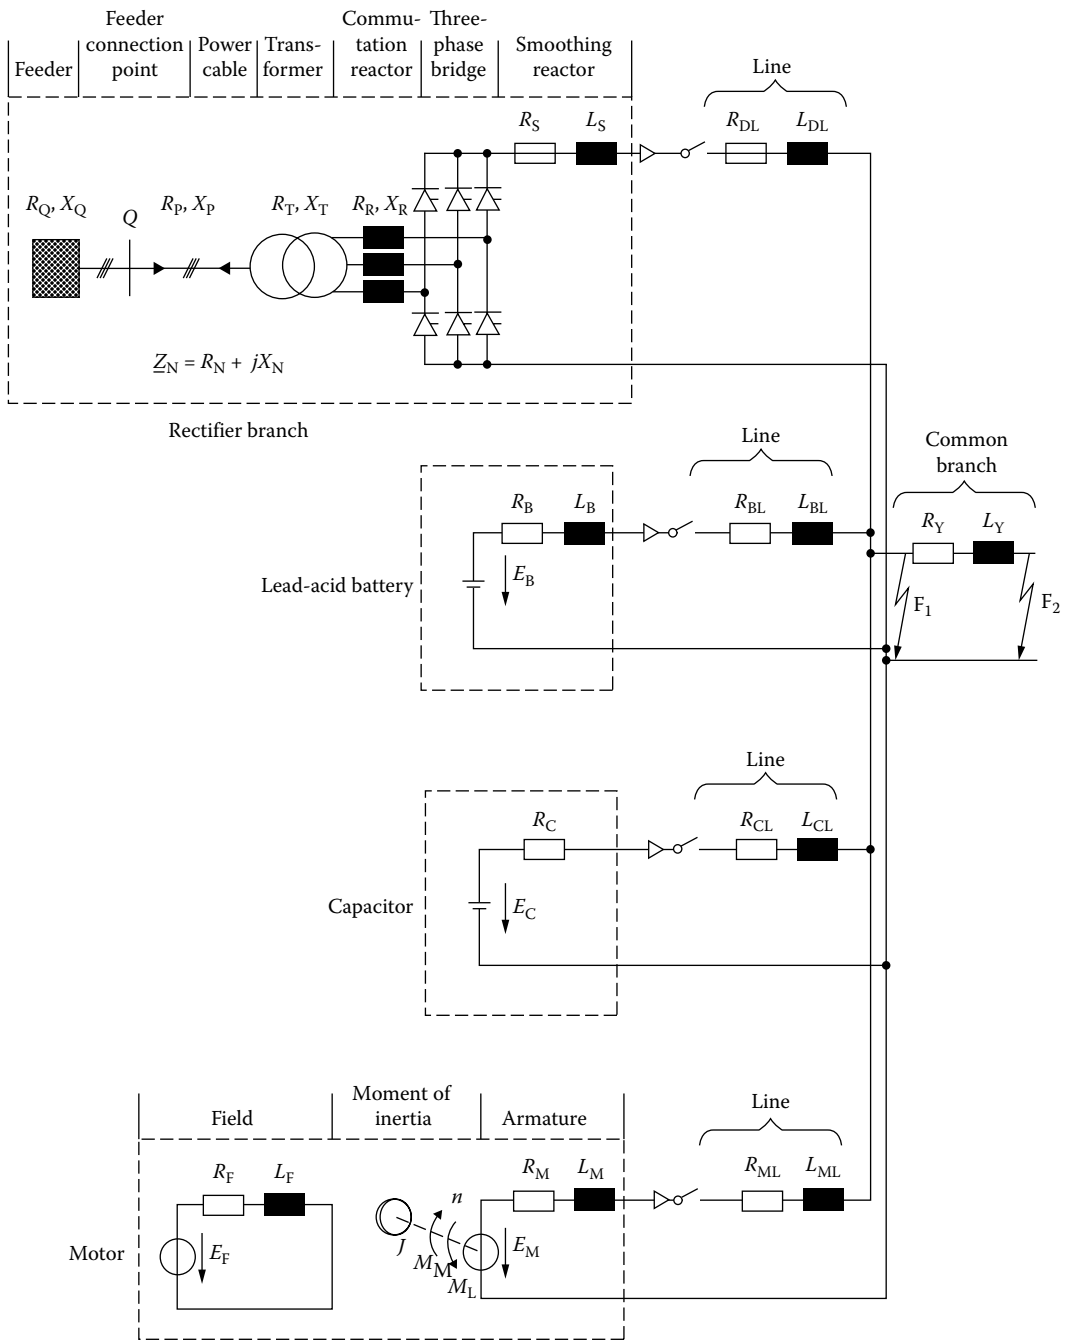 Feeder
Feeder
connection
point
Power
cable
Trans-
former
Commu-
tation
reactor
Three-
phase
bridge
Smoothing
reactor
Line
R_S
L_S
R_DL
L_DL
R_Q, X_Q
Q
R_P, X_P
R_T, X_T
R_R, X_R
Z_N = R_N + jX_N
Rectifier branch
Line
Common
branch
R_B
L_B
R_BL
L_BL
R_Y
L_Y
E_B
Lead-acid battery
F_1
F_2
Line
R_C
R_CL
L_CL
Capacitor
E_C
Field
Moment of
inertia
Armature
Line
R_F
L_F
R_M
L_M
R_ML
L_ML
n
J
Motor
E_F
M_M
M_L
E_M